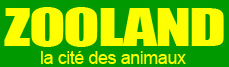 ZOOLAND
la cité des animaux